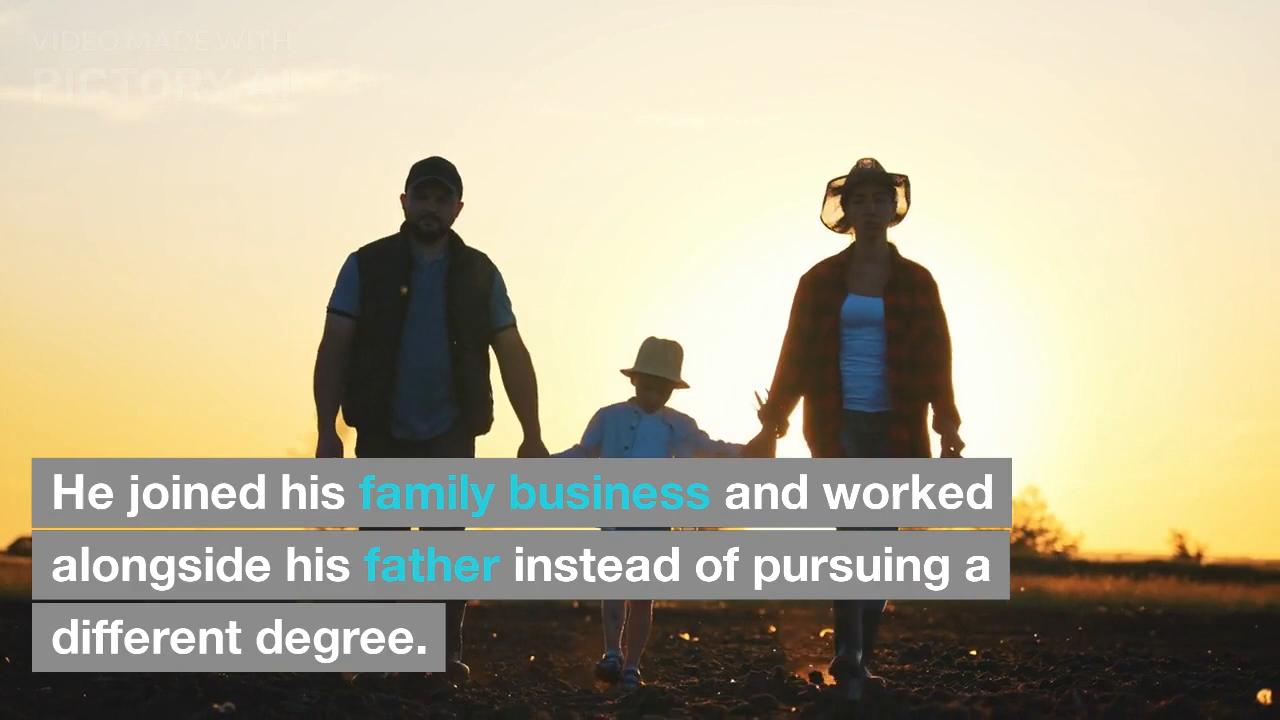 VIDEO MADE WITH
PICTORY AI
He joined his family business and worked
alongside his father instead of pursuing a
different degree.